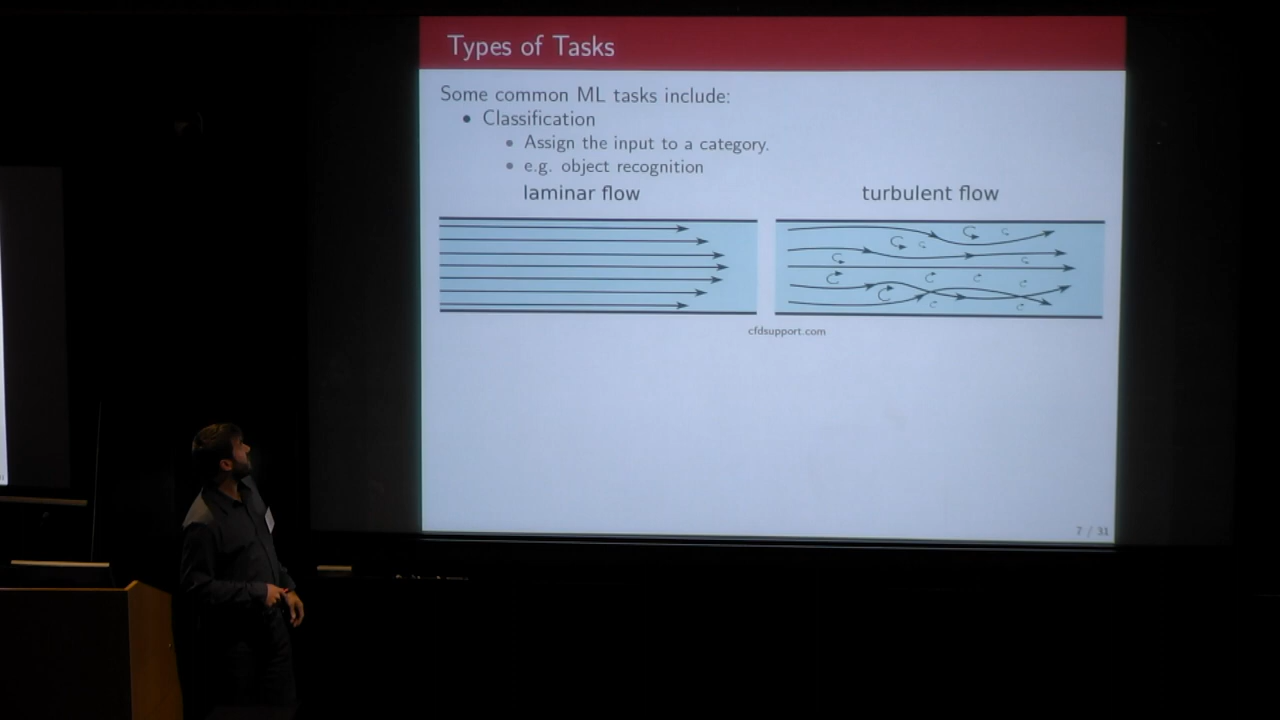 Types of Tasks
Some common ML tasks include:
• Classification
• Assign the input to a category.
• e.g. object recognition
laminar flow
turbulent flow
cfdsupport.com
7 / 31